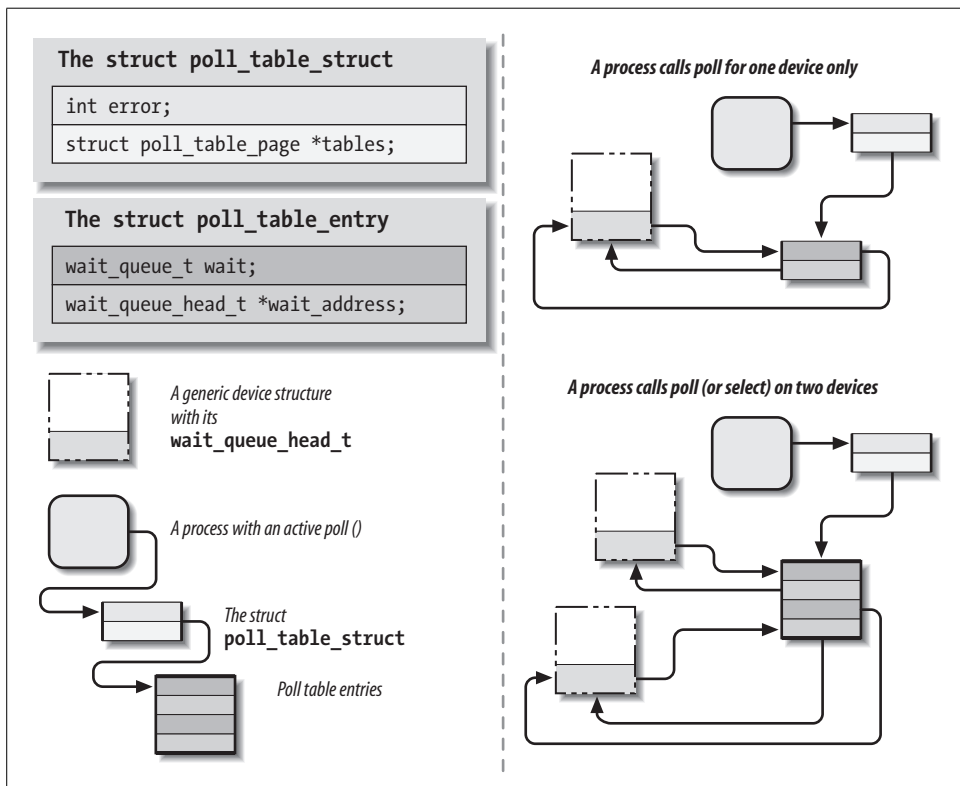 The struct poll_table_struct
int error;
struct poll_table_page *tables;
The struct poll_table_entry
wait_queue_t wait;
wait_queue_head_t *wait_address;
A generic device structure
with its
wait_queue_head_t
A process with an active poll ()
The struct
poll_table_struct
Poll table entries
A process calls poll for one device only
A process calls poll (or select) on two devices